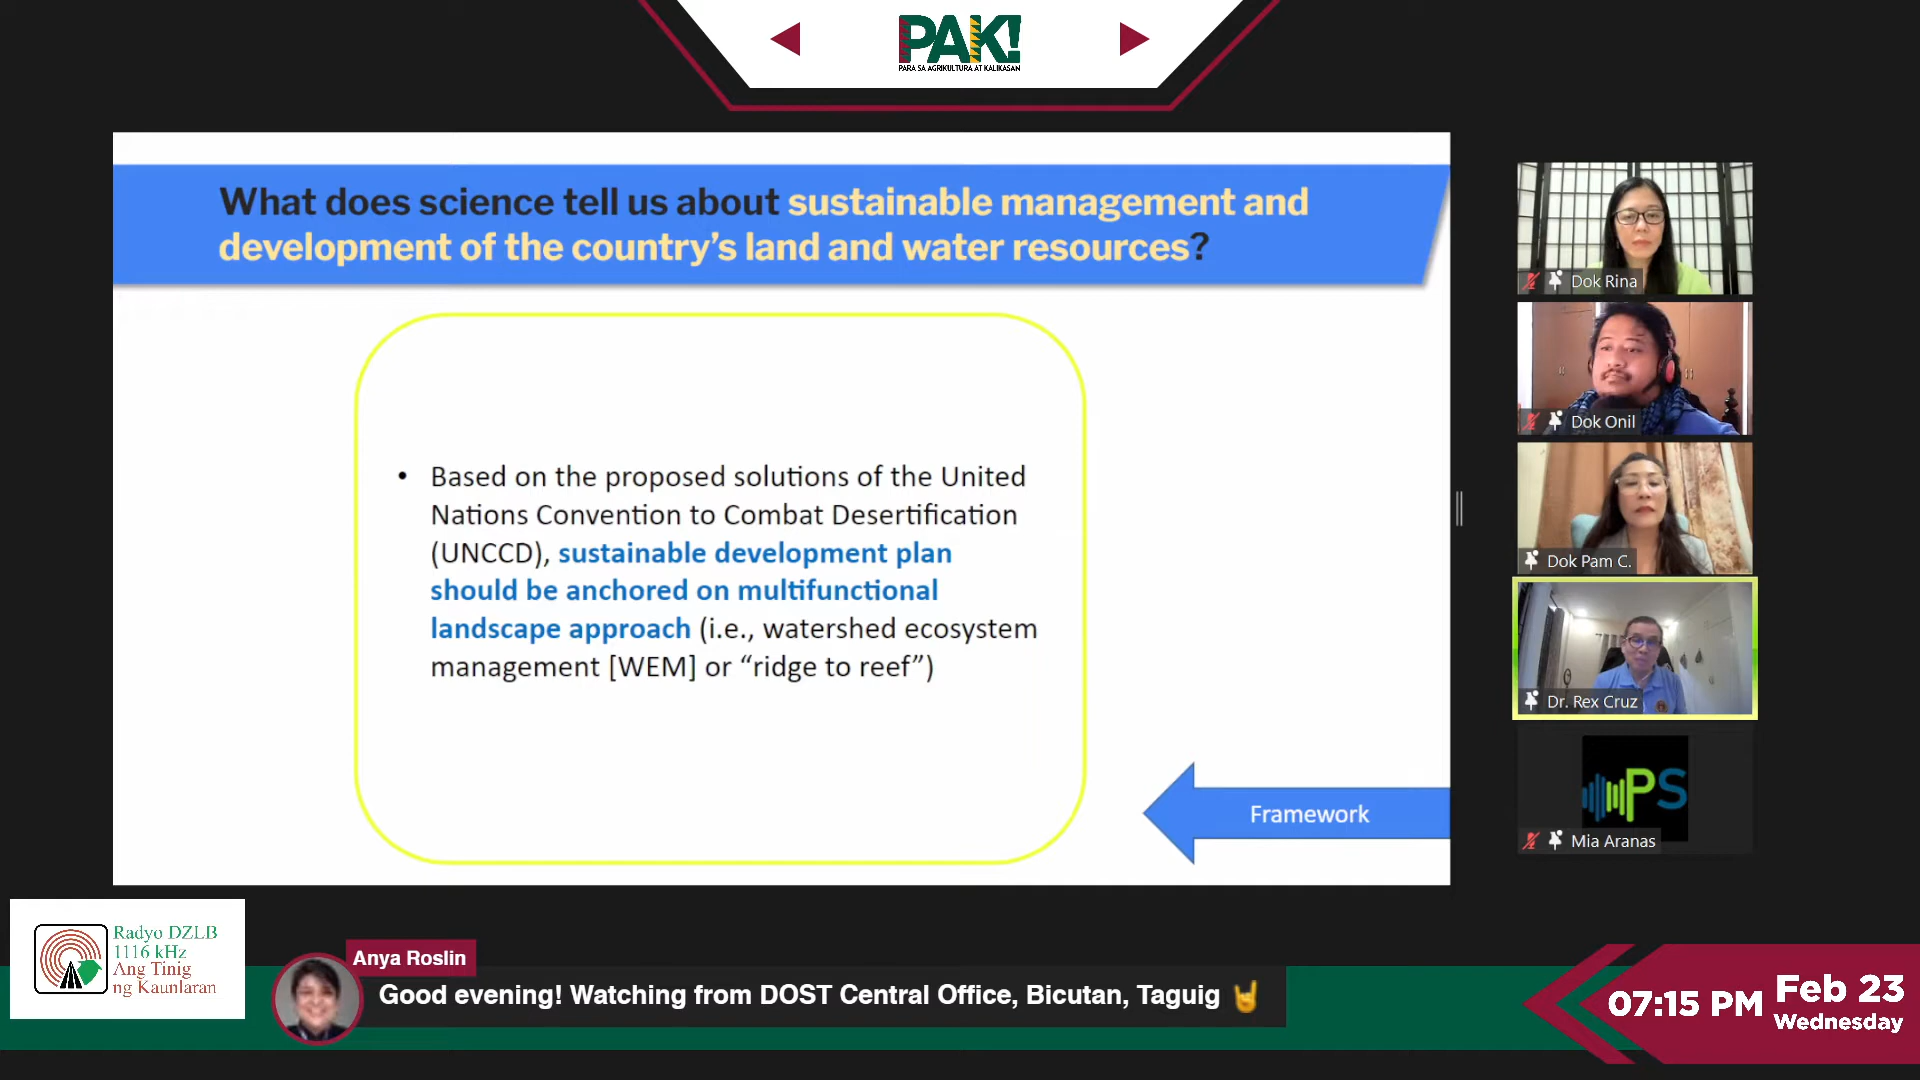 PAK!
PARA SA AGRIKULTURA AT KALIKASAN
What does science tell us about sustainable management and
development of the country’s land and water resources?
• Based on the proposed solutions of the United
Nations Convention to Combat Desertification
(UNCCD), sustainable development plan
should be anchored on multifunctional
landscape approach (i.e., watershed ecosystem
management [WEM] or “ridge to reef”)
Framework
Dok Rina
Dok Onil
Dok Pam C.
Dr. Rex Cruz
PS
Mia Aranas
Radyo DZLB
1116 kHz
Ang Tinig
ng Kaunlaran
Anya Roslin
Good evening! Watching from DOST Central Office, Bicutan, Taguig 🤘
07:15 PM
Feb 23
Wednesday